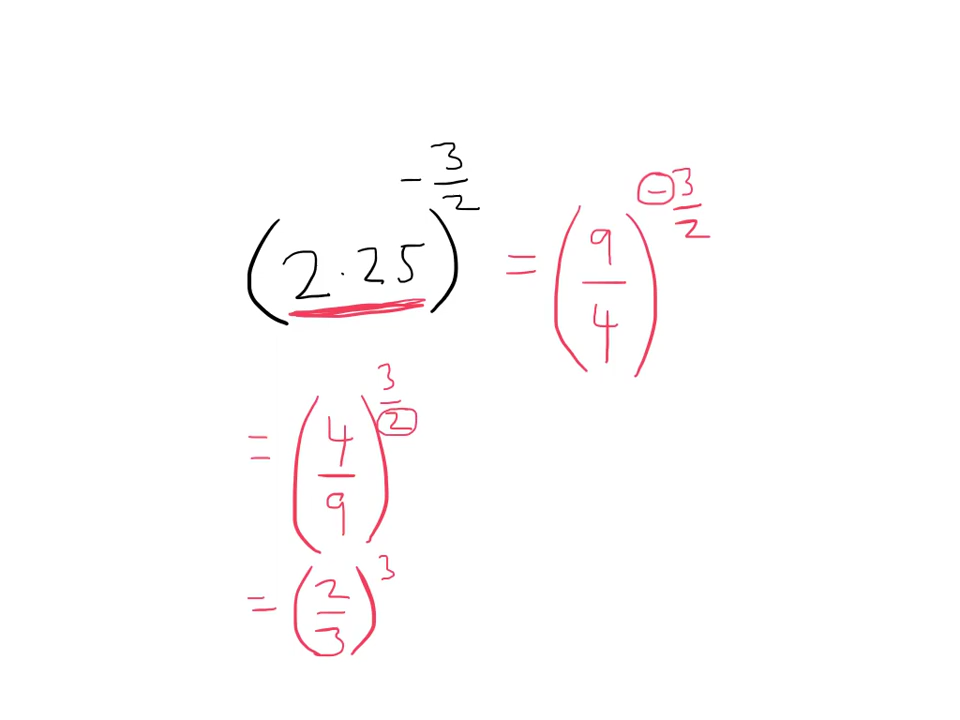 (2.25)^(-3/2) = (9/4)^(-3/2)
= (4/9)^(3/2)
= (2/3)^3